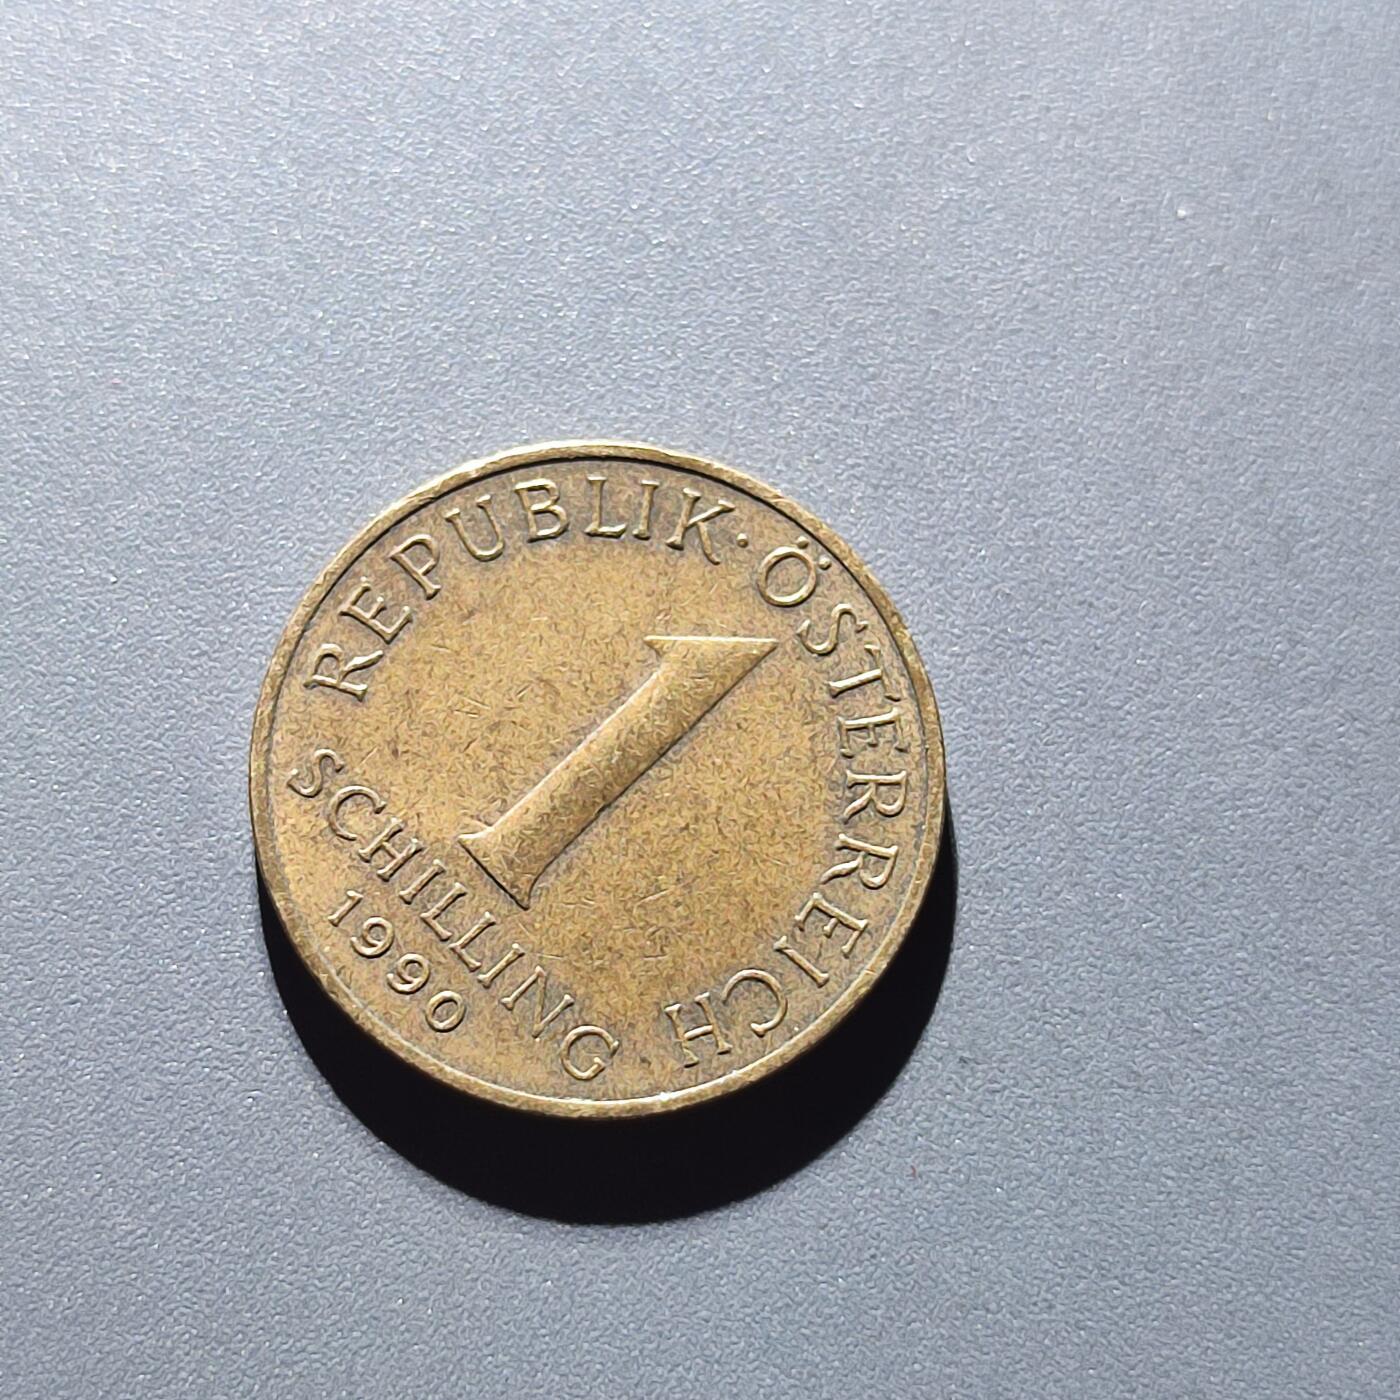 REPUBLIK · ÖSTERREICH
1
SCHILLING
1990